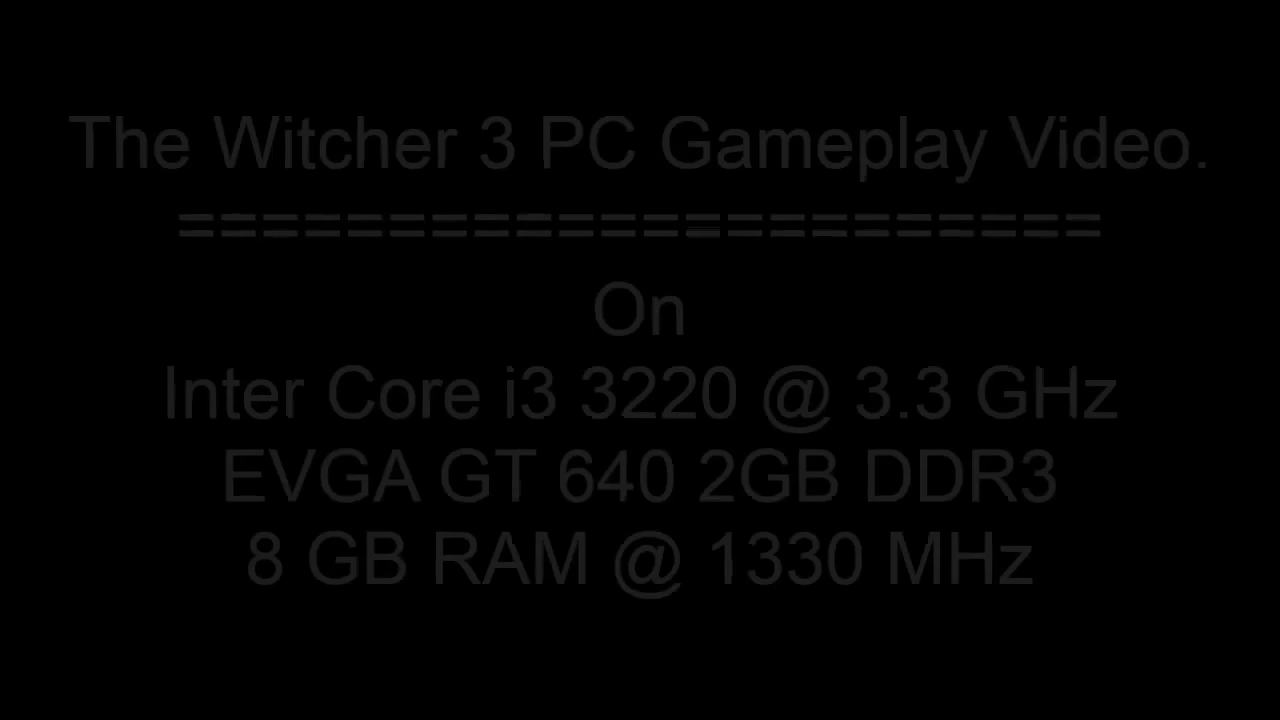 The Witcher 3 PC Gameplay Video.
======================
On
Inter Core i3 3220 @ 3.3 GHz
EVGA GT 640 2GB DDR3
8 GB RAM @ 1330 MHz